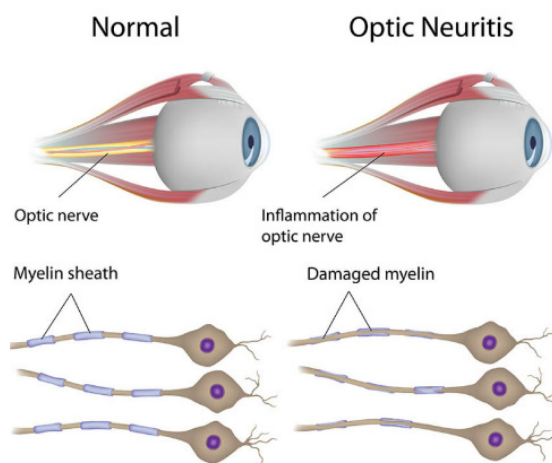 Normal
Optic Neuritis
Optic nerve
Inflammation of
optic nerve
Myelin sheath
Damaged myelin